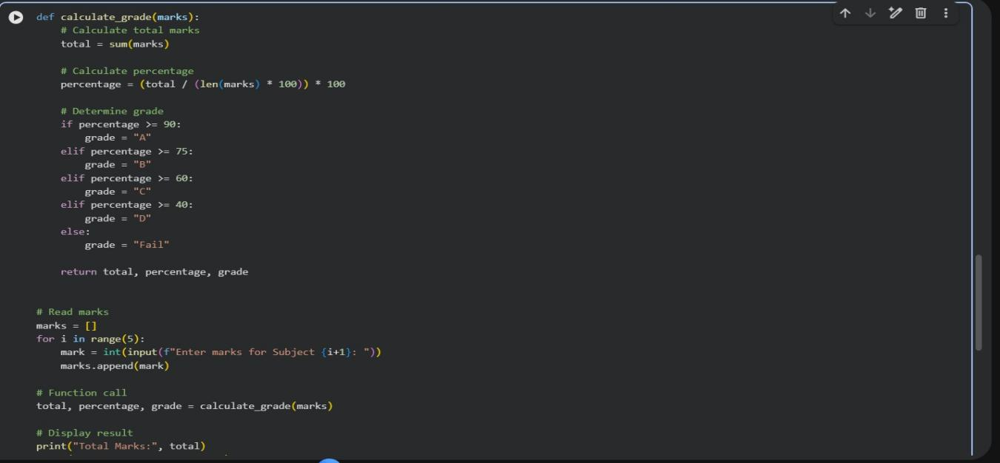 def calculate_grade(marks):
    # Calculate total marks
    total = sum(marks)

    # Calculate percentage
    percentage = (total / (len(marks) * 100)) * 100

    # Determine grade
    if percentage >= 90:
        grade = "A"
    elif percentage >= 75:
        grade = "B"
    elif percentage >= 60:
        grade = "C"
    elif percentage >= 40:
        grade = "D"
    else:
        grade = "Fail"

    return total, percentage, grade


# Read marks
marks = []
for i in range(5):
    mark = int(input(f"Enter marks for Subject {i+1}: "))
    marks.append(mark)

# Function call
total, percentage, grade = calculate_grade(marks)

# Display result
print("Total Marks:", total)